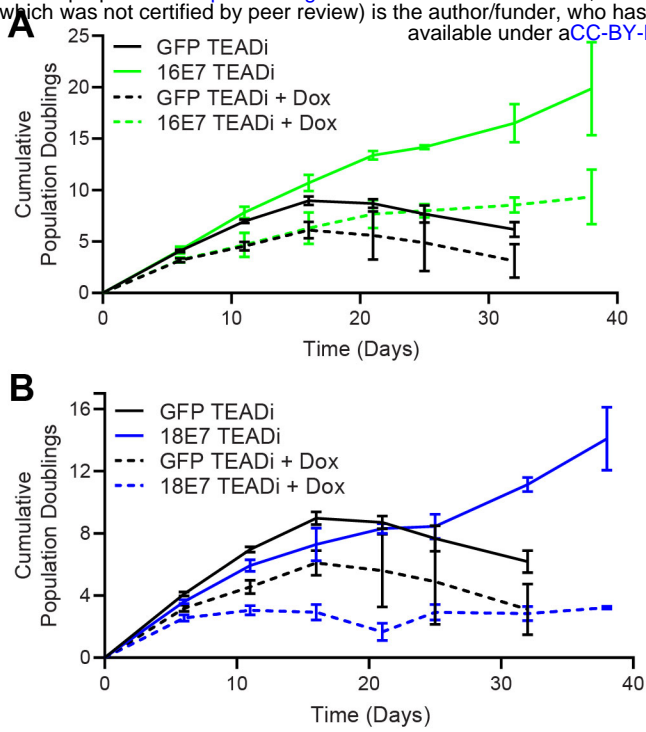 which was not certified by peer review) is the author/funder, who has
available under aCC-BY-
A
25
20
15
10
5
0
Cumulative
Population Doublings
GFP TEADi
16E7 TEADi
GFP TEADi + Dox
16E7 TEADi + Dox
0 10 20 30 40
Time (Days)
B
16
12
8
4
0
Cumulative
Population Doublings
GFP TEADi
18E7 TEADi
GFP TEADi + Dox
18E7 TEADi + Dox
0 10 20 30 40
Time (Days)